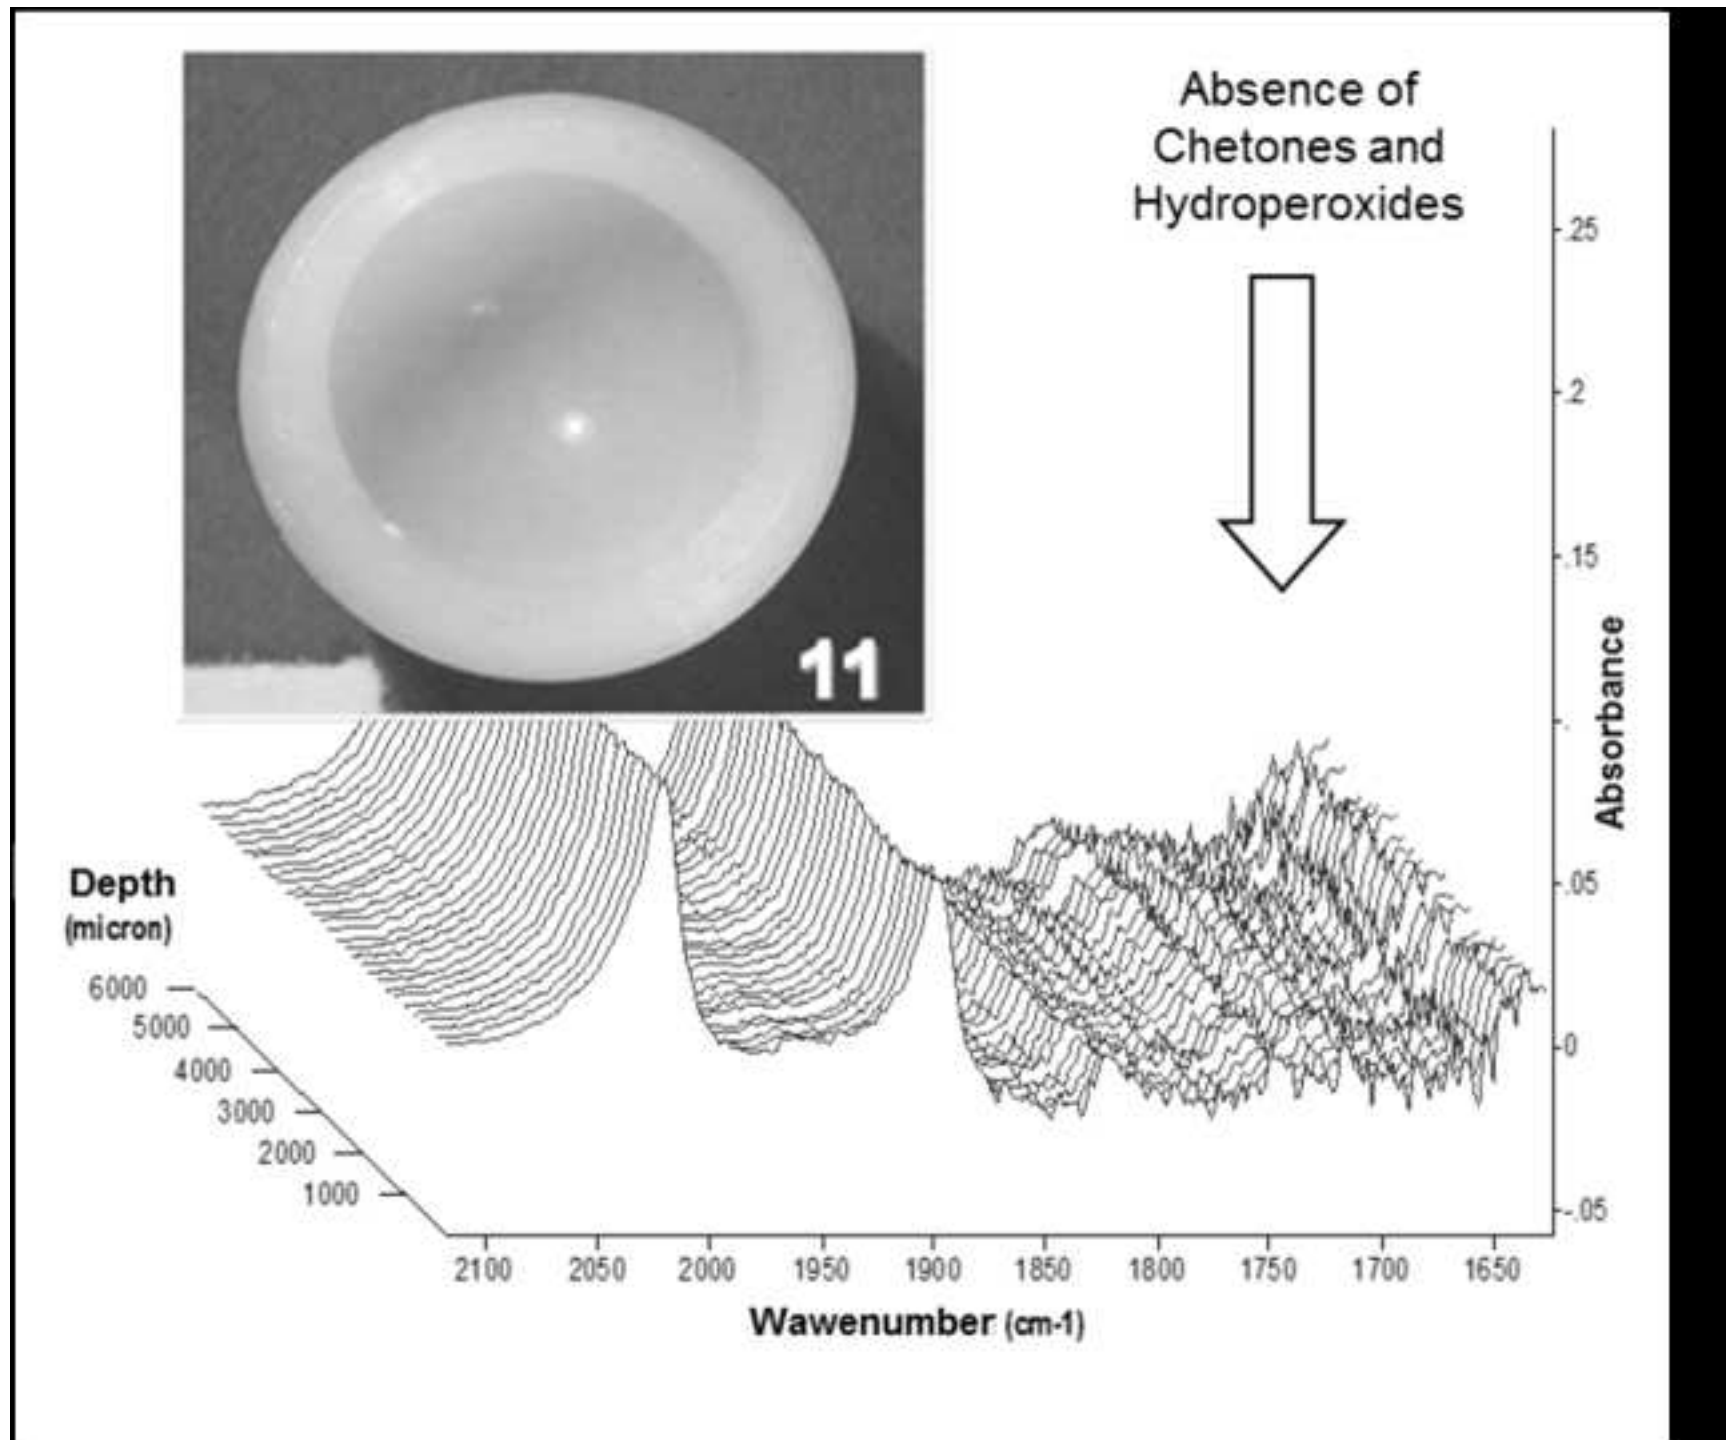 Absence of
Chetones and
Hydroperoxides
11
.25
.2
.15
.
.05
0
-.05
Absorbance
Depth
(micron)
6000
5000
4000
3000
2000
1000
2100 2050 2000 1950 1900 1850 1800 1750 1700 1650
Wawenumber (cm-1)